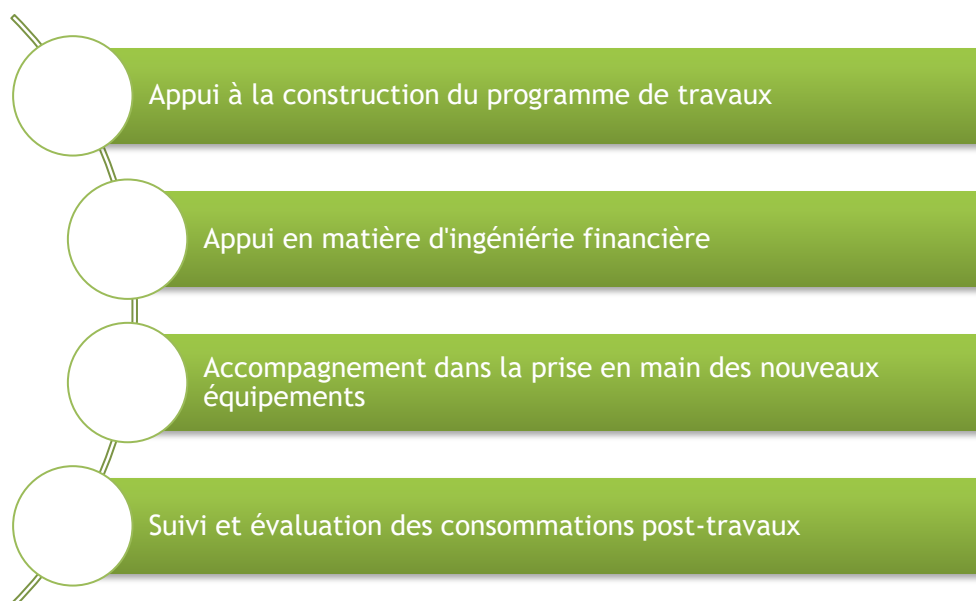 Appui à la construction du programme de travaux
Appui en matière d'ingéniérie financière
Accompagnement dans la prise en main des nouveaux
équipements
Suivi et évaluation des consommations post-travaux